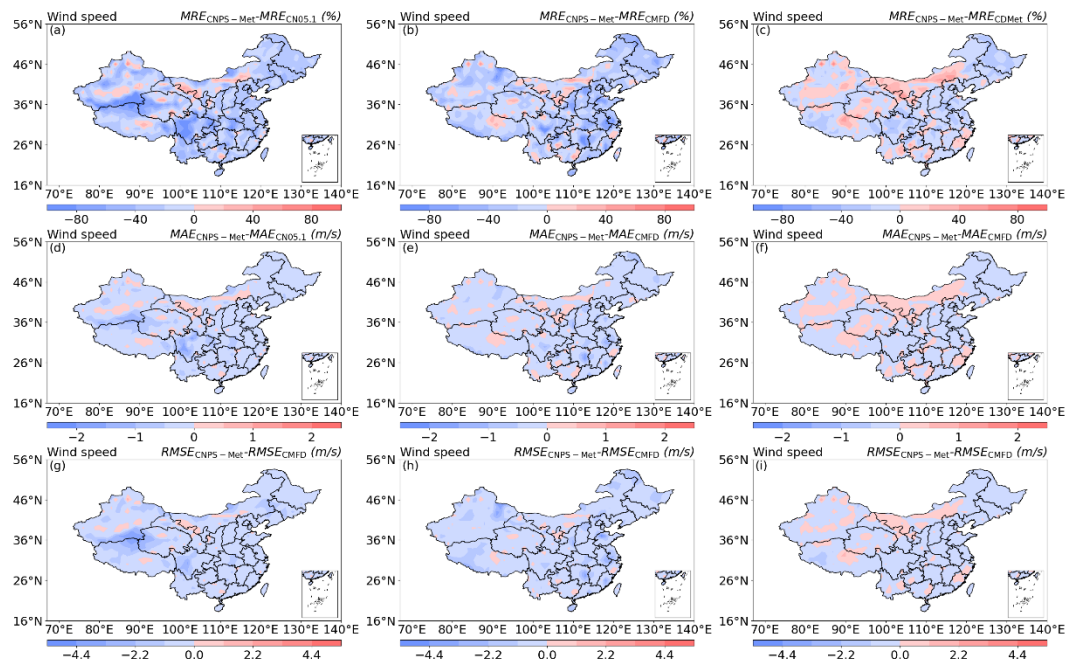 Wind speed MRE_CNPS−Met-MRE_CN05.1 (%)
(a)
56°N
46°N
36°N
26°N
16°N
70°E 80°E 90°E 100°E 110°E 120°E 130°E 140°E
−80 −40 0 40 80
Wind speed MRE_CNPS−Met-MRE_CMFD (%)
(b)
56°N
46°N
36°N
26°N
16°N
70°E 80°E 90°E 100°E 110°E 120°E 130°E 140°E
−80 −40 0 40 80
Wind speed MRE_CNPS−Met-MRE_CDMet (%)
(c)
56°N
46°N
36°N
26°N
16°N
70°E 80°E 90°E 100°E 110°E 120°E 130°E 140°E
−80 −40 0 40 80
Wind speed MAE_CNPS−Met-MAE_CN05.1 (m/s)
(d)
56°N
46°N
36°N
26°N
16°N
70°E 80°E 90°E 100°E 110°E 120°E 130°E 140°E
−2 −1 0 1 2
Wind speed MAE_CNPS−Met-MAE_CMFD (m/s)
(e)
56°N
46°N
36°N
26°N
16°N
70°E 80°E 90°E 100°E 110°E 120°E 130°E 140°E
−2 −1 0 1 2
Wind speed MAE_CNPS−Met-MAE_CMFD (m/s)
(f)
56°N
46°N
36°N
26°N
16°N
70°E 80°E 90°E 100°E 110°E 120°E 130°E 140°E
−2 −1 0 1 2
Wind speed RMSE_CNPS−Met-RMSE_CMFD (m/s)
(g)
56°N
46°N
36°N
26°N
16°N
70°E 80°E 90°E 100°E 110°E 120°E 130°E 140°E
−4.4 −2.2 0.0 2.2 4.4
Wind speed RMSE_CNPS−Met-RMSE_CMFD (m/s)
(h)
56°N
46°N
36°N
26°N
16°N
70°E 80°E 90°E 100°E 110°E 120°E 130°E 140°E
−4.4 −2.2 0.0 2.2 4.4
Wind speed RMSE_CNPS−Met-RMSE_CMFD (m/s)
(i)
56°N
46°N
36°N
26°N
16°N
70°E 80°E 90°E 100°E 110°E 120°E 130°E 140°E
−4.4 −2.2 0.0 2.2 4.4